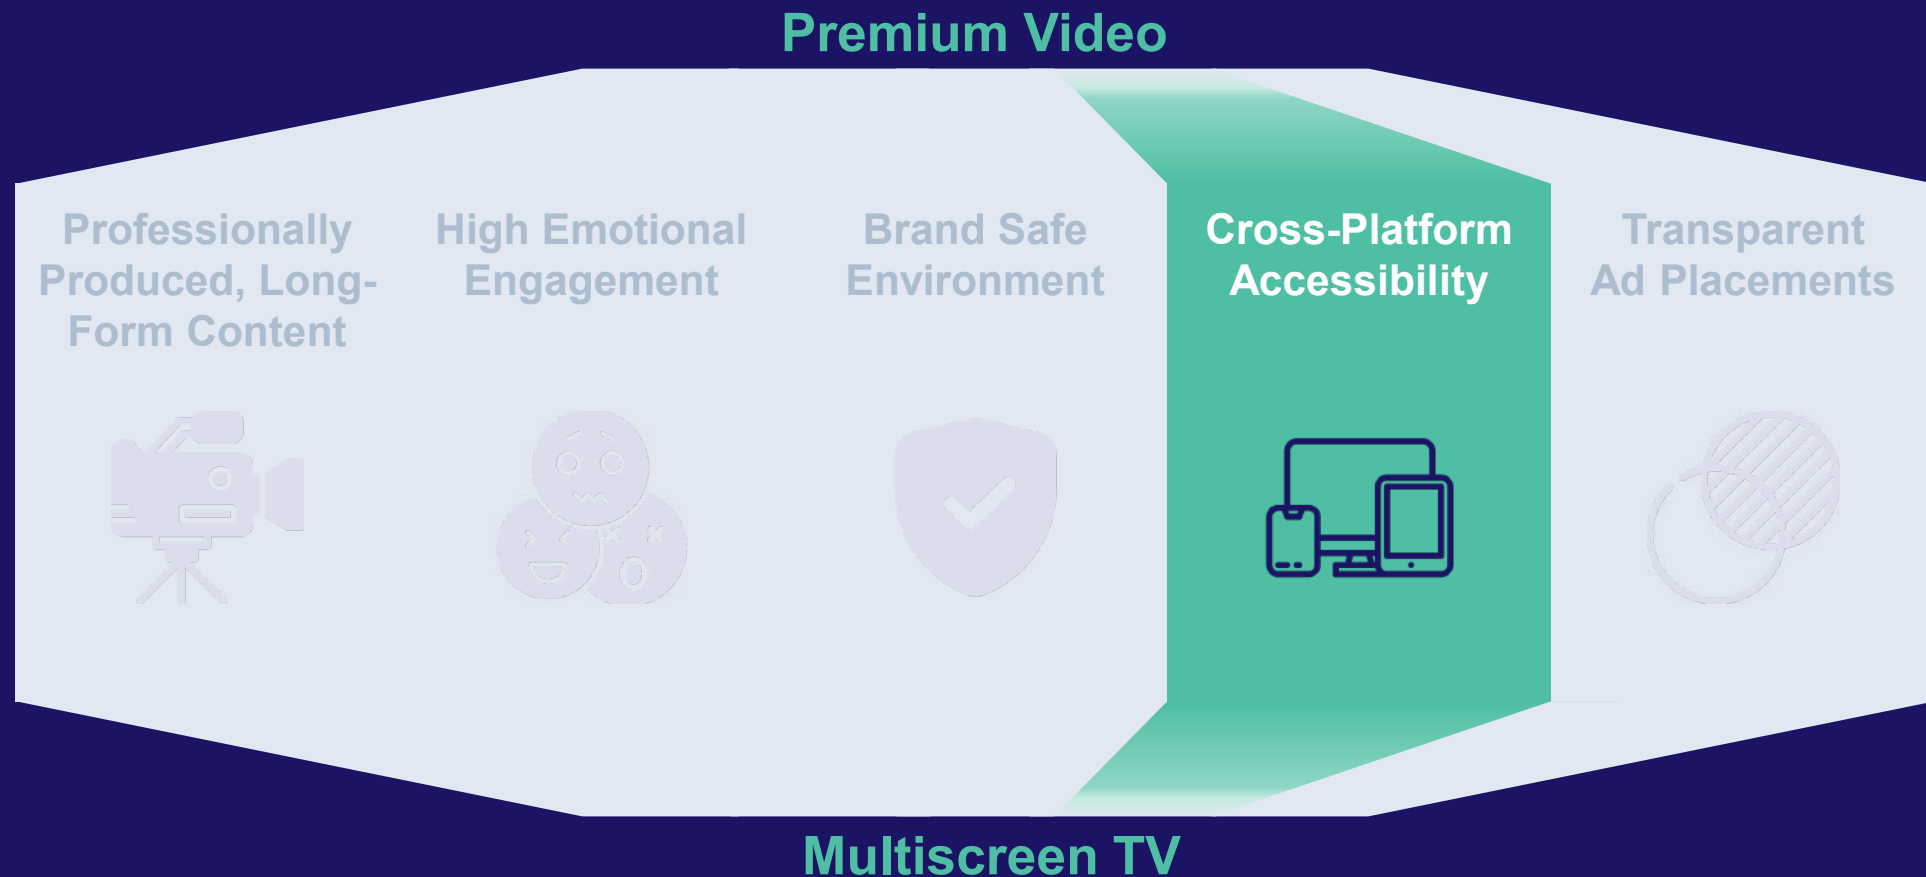 Premium Video
Professionally
Produced, Long-
Form Content
High Emotional
Engagement
Brand Safe
Environment
Cross-Platform
Accessibility
Transparent
Ad Placements
Multiscreen TV